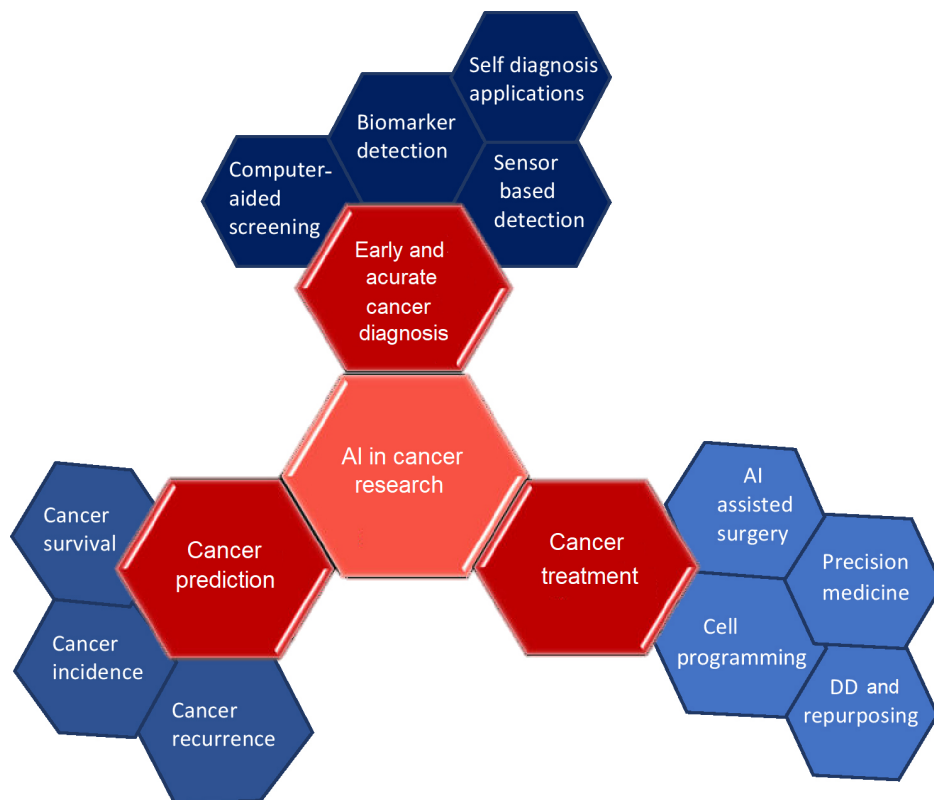 Self diagnosis
applications
Biomarker
detection
Computer-
aided
screening
Sensor
based
detection
Early and
acurate
cancer
diagnosis
AI in cancer
research
Cancer
prediction
Cancer
survival
Cancer
incidence
Cancer
recurrence
Cancer
treatment
AI
assisted
surgery
Precision
medicine
Cell
programming
DD and
repurposing